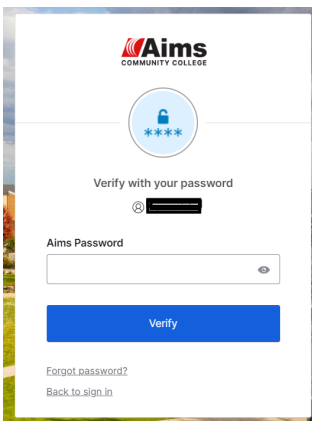 Aims
COMMUNITY COLLEGE
****
Verify with your password
Aims Password
Verify
Forgot password?
Back to sign in